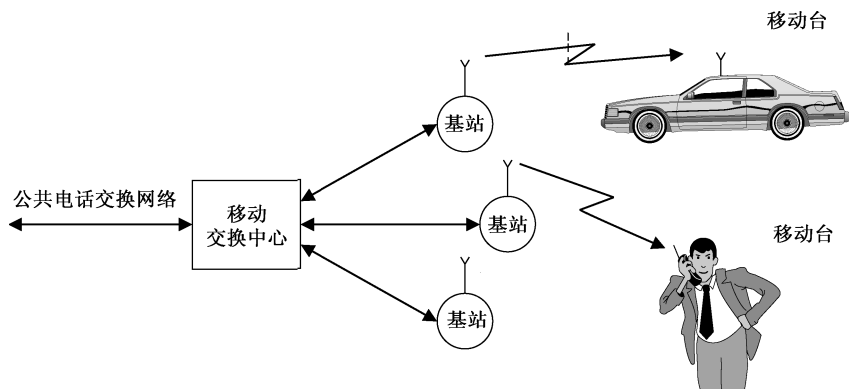 移动台
基站
公共电话交换网络
移动
交换中心
基站
移动台
基站